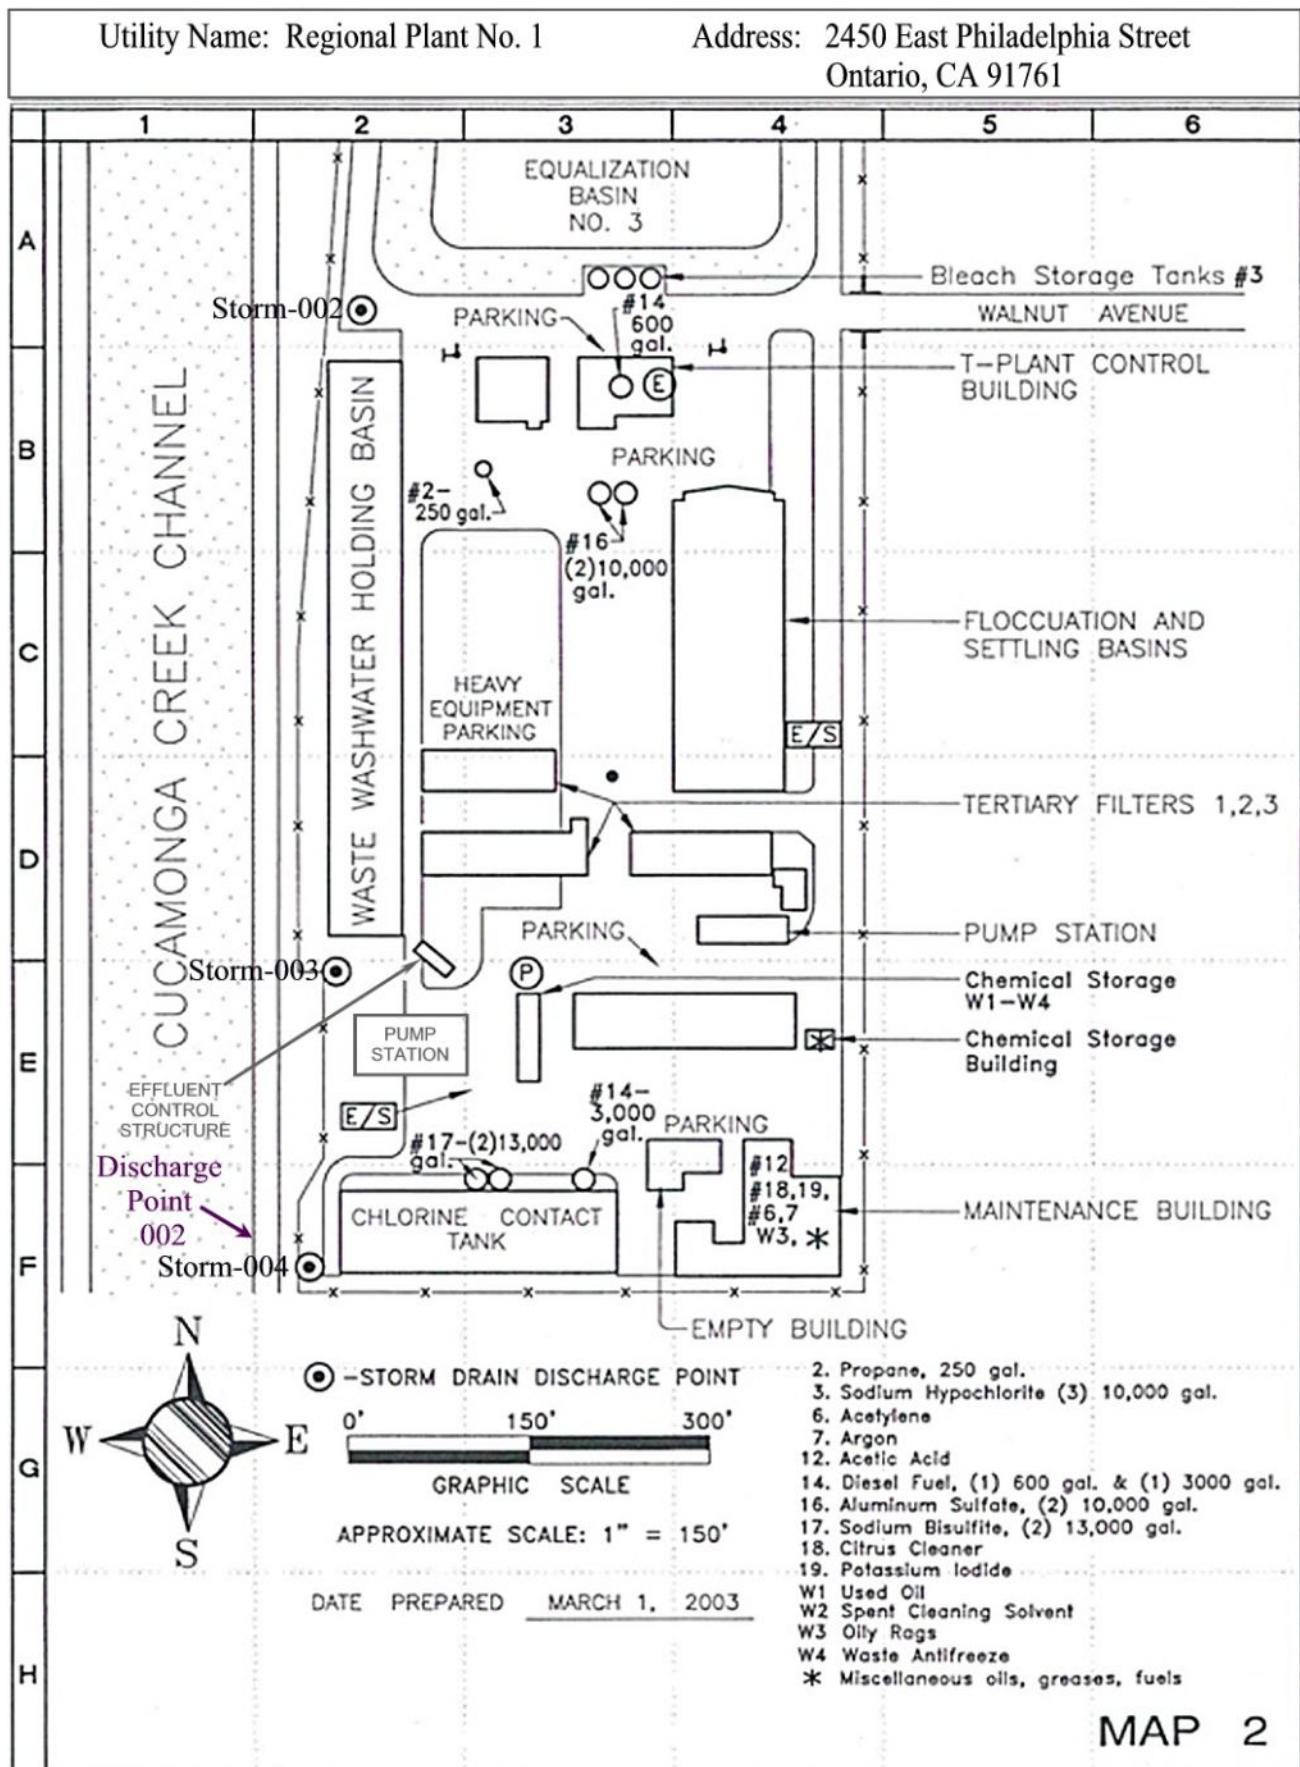 Utility Name: Regional Plant No. 1
Address: 2450 East Philadelphia Street
Ontario, CA 91761
1 2 3 4 5 6
A
B
C
D
E
F
G
H
EQUALIZATION
BASIN
NO. 3
Bleach Storage Tanks #3
Storm-002
PARKING
#14
600
gal.
WALNUT AVENUE
T-PLANT CONTROL
BUILDING
E
PARKING
#2-
250 gal.
#16
(2)10,000
gal.
CUCAMONGA CREEK CHANNEL
WASTE WASHWATER HOLDING BASIN
FLOCCUATION AND
SETTLING BASINS
HEAVY
EQUIPMENT
PARKING
E/S
TERTIARY FILTERS 1,2,3
PARKING
PUMP STATION
Storm-003
P
Chemical Storage
W1-W4
PUMP
STATION
Chemical Storage
Building
EFFLUENT
CONTROL
STRUCTURE
E/S
#14-
3,000
gal.
PARKING
#17-(2)13,000
gal.
Discharge
Point
002
CHLORINE CONTACT
TANK
#12
#18,19,
#6,7
W3, *
MAINTENANCE BUILDING
Storm-004
EMPTY BUILDING
N
W E
S
-STORM DRAIN DISCHARGE POINT
0' 150' 300'
GRAPHIC SCALE
APPROXIMATE SCALE: 1" = 150'
DATE PREPARED MARCH 1, 2003
2. Propane, 250 gal.
3. Sodium Hypochlorite (3) 10,000 gal.
6. Acetylene
7. Argon
12. Acetic Acid
14. Diesel Fuel, (1) 600 gal. & (1) 3000 gal.
16. Aluminum Sulfate, (2) 10,000 gal.
17. Sodium Bisulfite, (2) 13,000 gal.
18. Citrus Cleaner
19. Potassium Iodide
W1 Used Oil
W2 Spent Cleaning Solvent
W3 Oily Rags
W4 Waste Antifreeze
* Miscellaneous oils, greases, fuels
MAP 2